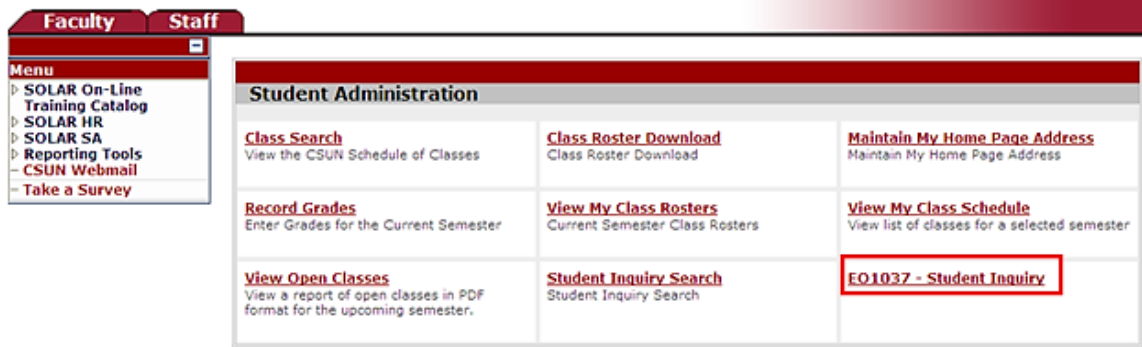 Faculty
Staff
Menu
SOLAR On-Line
Training Catalog
SOLAR HR
SOLAR SA
Reporting Tools
CSUN Webmail
Take a Survey
Student Administration
Class Search
View the CSUN Schedule of Classes
Class Roster Download
Class Roster Download
Maintain My Home Page Address
Maintain My Home Page Address
Record Grades
Enter Grades for the Current Semester
View My Class Rosters
Current Semester Class Rosters
View My Class Schedule
View list of classes for a selected semester
View Open Classes
View a report of open classes in PDF
format for the upcoming semester.
Student Inquiry Search
Student Inquiry Search
EO1037 - Student Inquiry